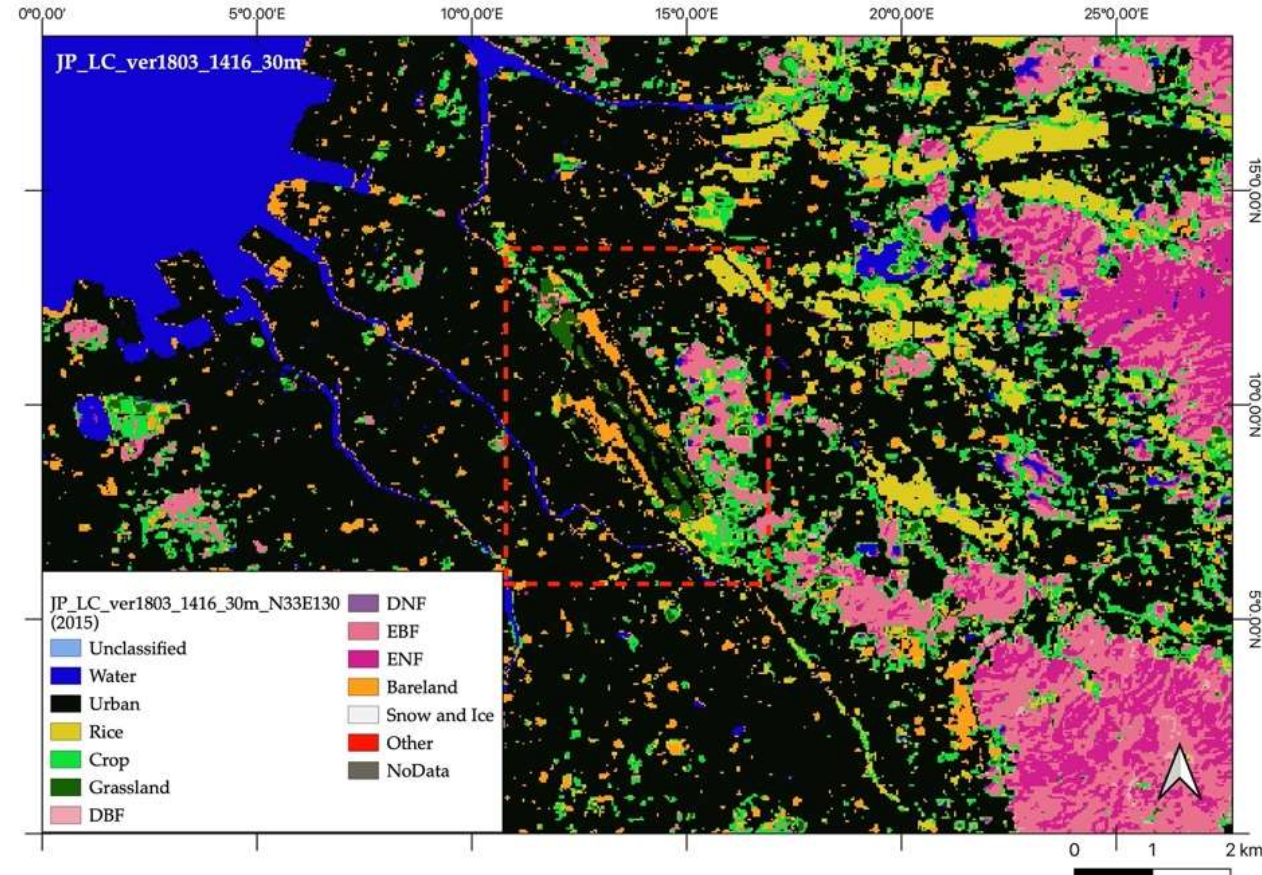 0°0.00' 5°0.00'E 10°0.00'E 15°0.00'E 20°0.00'E 25°0.00'E
JP_LC_ver1803_1416_30m
15°0.00'N
10°0.00'N
5°0.00'N
JP_LC_ver1803_1416_30m_N33E130
(2015)
Unclassified
Water
Urban
Rice
Crop
Grassland
DBF
DNF
EBF
ENF
Bareland
Snow and Ice
Other
NoData
0 1 2 km